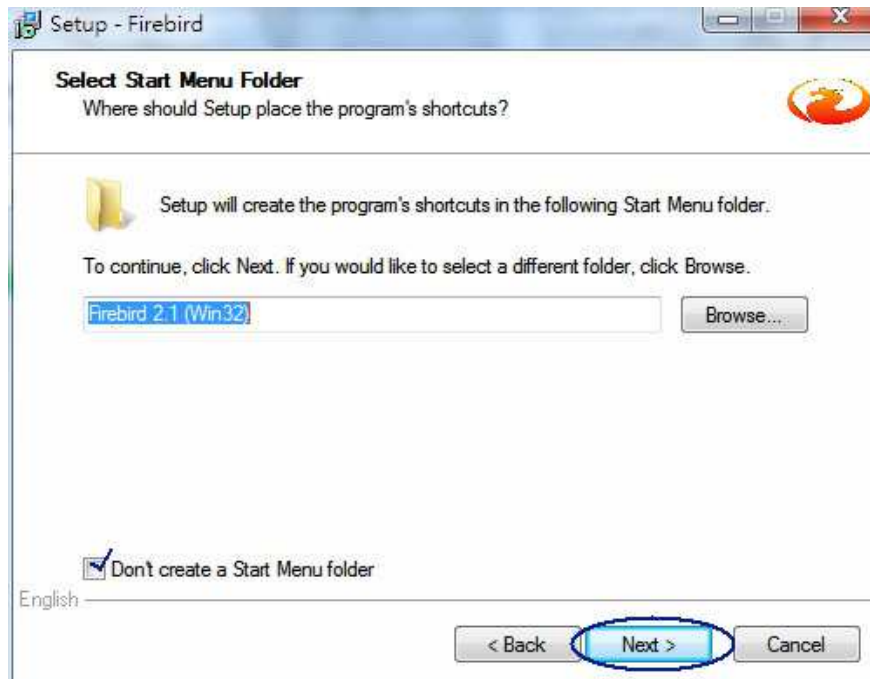 Setup - Firebird
Select Start Menu Folder
Where should Setup place the program's shortcuts?
Setup will create the program's shortcuts in the following Start Menu folder.
To continue, click Next. If you would like to select a different folder, click Browse.
Firebird 2.1 (Win32)
Browse...
Don't create a Start Menu folder
English
< Back
Next >
Cancel